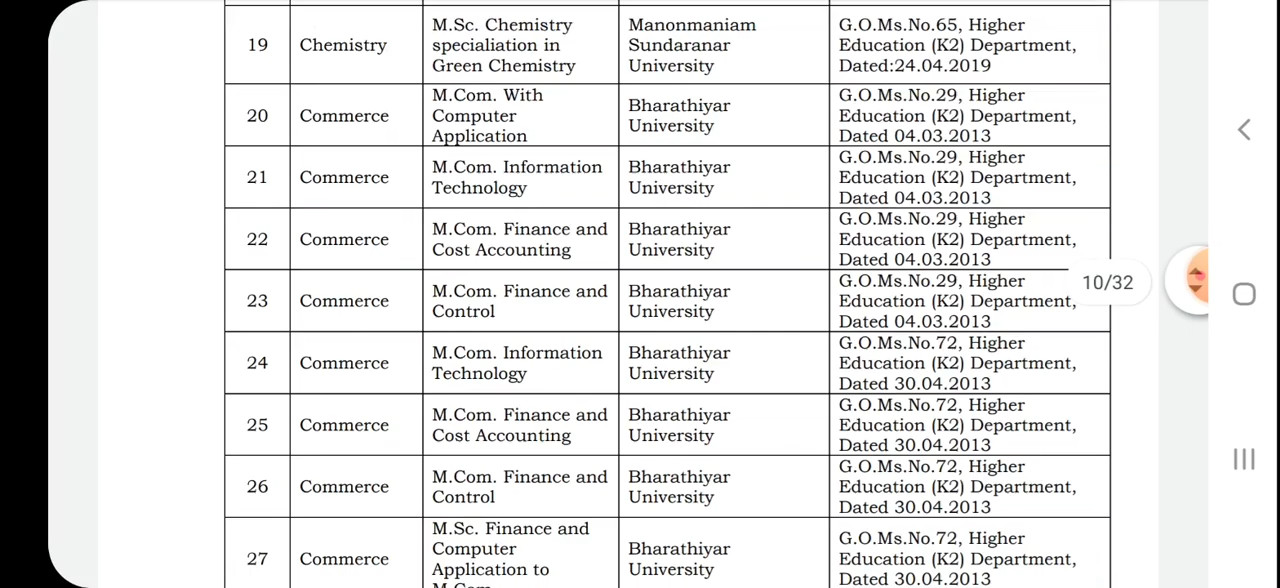 19 Chemistry M.Sc. Chemistry specialiation in Green Chemistry Manonmaniam Sundaranar University G.O.Ms.No.65, Higher Education (K2) Department, Dated:24.04.2019
20 Commerce M.Com. With Computer Application Bharathiyar University G.O.Ms.No.29, Higher Education (K2) Department, Dated 04.03.2013
21 Commerce M.Com. Information Technology Bharathiyar University G.O.Ms.No.29, Higher Education (K2) Department, Dated 04.03.2013
22 Commerce M.Com. Finance and Cost Accounting Bharathiyar University G.O.Ms.No.29, Higher Education (K2) Department, Dated 04.03.2013
23 Commerce M.Com. Finance and Control Bharathiyar University G.O.Ms.No.29, Higher Education (K2) Department, Dated 04.03.2013
10/32
24 Commerce M.Com. Information Technology Bharathiyar University G.O.Ms.No.72, Higher Education (K2) Department, Dated 30.04.2013
25 Commerce M.Com. Finance and Cost Accounting Bharathiyar University G.O.Ms.No.72, Higher Education (K2) Department, Dated 30.04.2013
26 Commerce M.Com. Finance and Control Bharathiyar University G.O.Ms.No.72, Higher Education (K2) Department, Dated 30.04.2013
27 Commerce M.Sc. Finance and Computer Application to Bharathiyar University G.O.Ms.No.72, Higher Education (K2) Department, Dated 30.04.2013